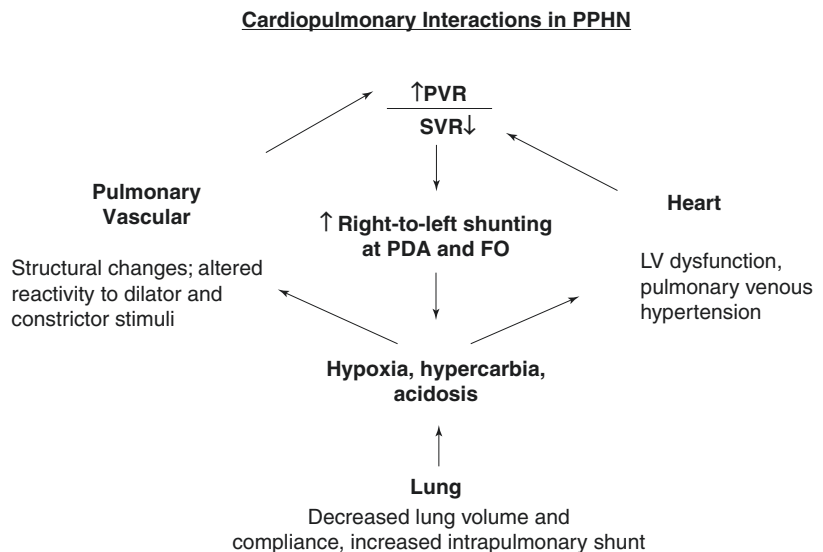 Cardiopulmonary Interactions in PPHN
↑PVR
SVR↓
Pulmonary
Vascular
Structural changes; altered
reactivity to dilator and
constrictor stimuli
↑ Right-to-left shunting
at PDA and FO
Heart
LV dysfunction,
pulmonary venous
hypertension
Hypoxia, hypercarbia,
acidosis
Lung
Decreased lung volume and
compliance, increased intrapulmonary shunt